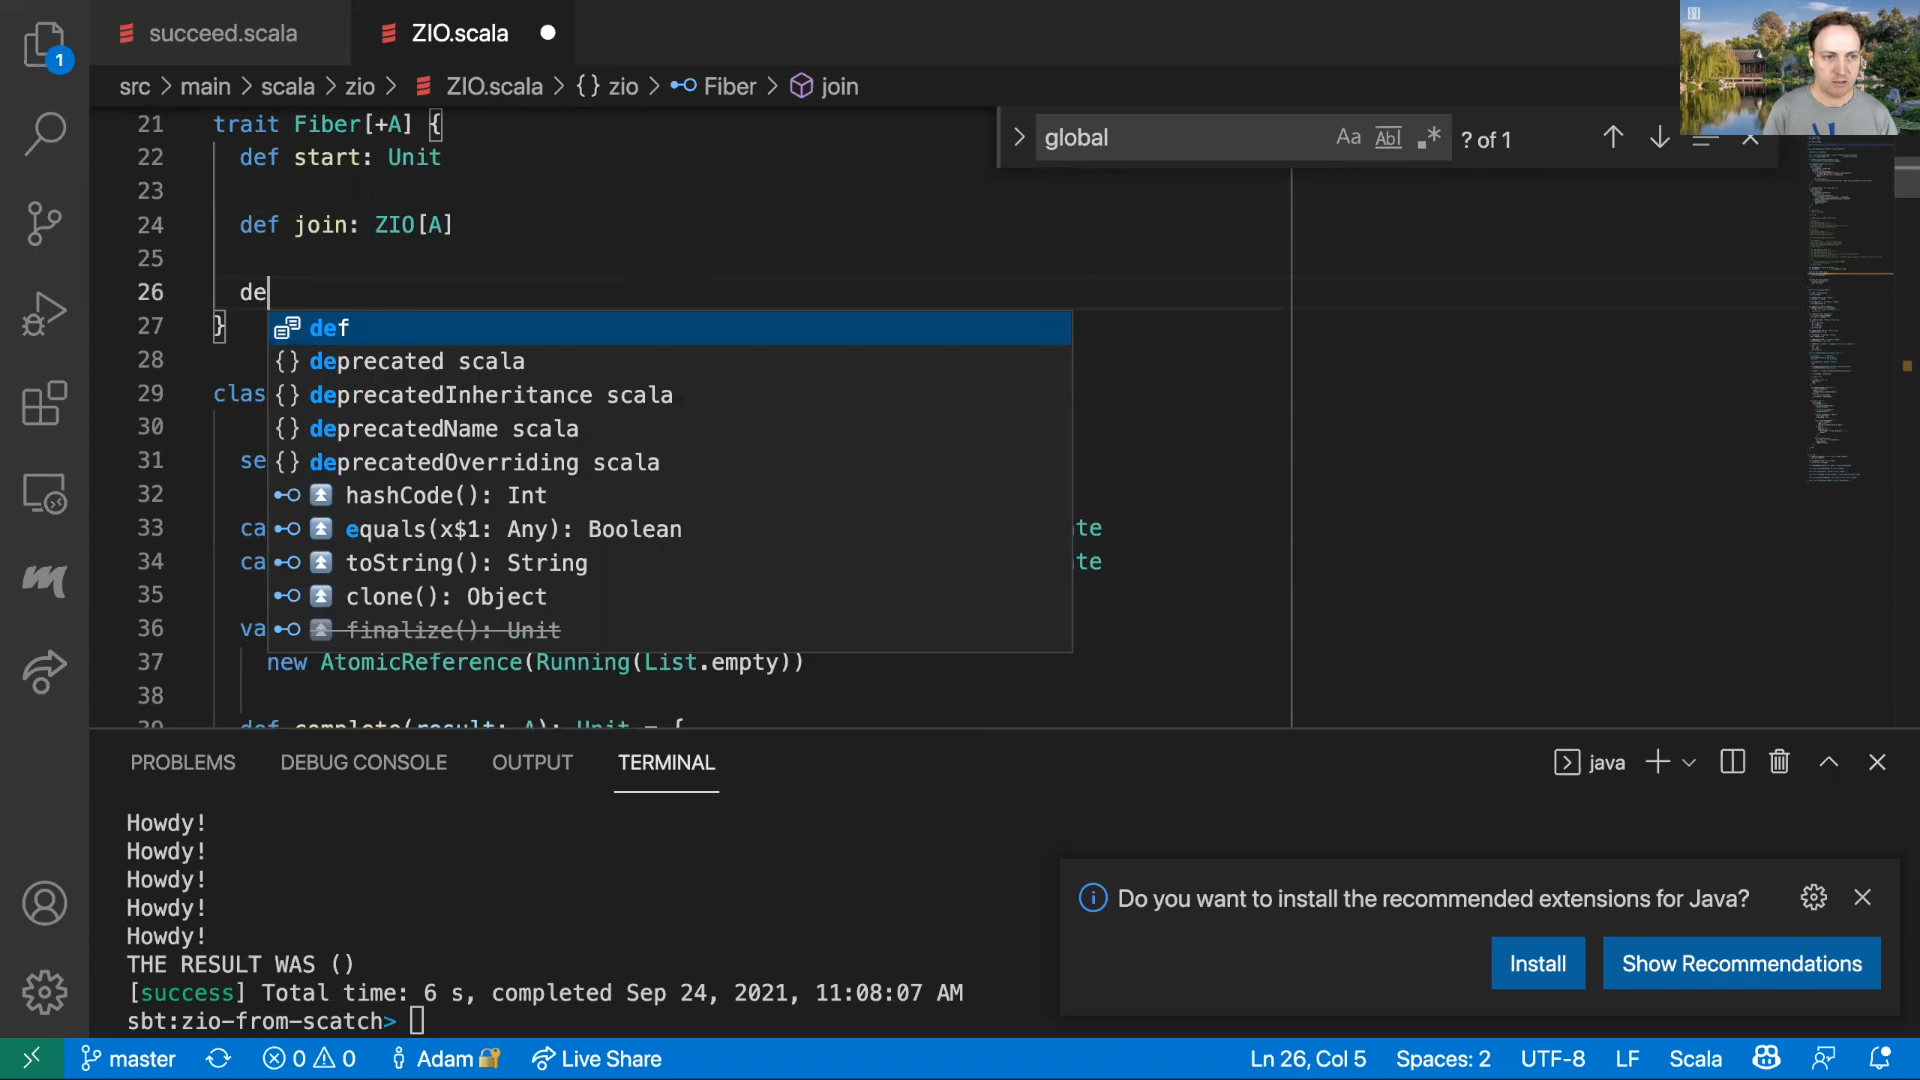 1
succeed.scala
ZIO.scala
src > main > scala > zio > ZIO.scala > {} zio > Fiber > join
global
Aa Abl .* ? of 1
21 trait Fiber[+A] {
22 def start: Unit
23
24 def join: ZIO[A]
25
26 de
27 }
def
28
deprecated scala
29 clas
deprecatedInheritance scala
30
deprecatedName scala
31 se
deprecatedOverriding scala
32
hashCode(): Int
33 ca
equals(x$1: Any): Boolean
te
34 ca
toString(): String
te
35
clone(): Object
36 va
finalize(): Unit
37 new AtomicReference(Running(List.empty))
38
39 def complete(result: A): Unit = {
PROBLEMS DEBUG CONSOLE OUTPUT TERMINAL
java
Howdy!
Howdy!
Howdy!
Howdy!
Howdy!
THE RESULT WAS ()
[success] Total time: 6 s, completed Sep 24, 2021, 11:08:07 AM
sbt:zio-from-scatch>
Do you want to install the recommended extensions for Java?
Install
Show Recommendations
master
0 0
Adam
Live Share
Ln 26, Col 5
Spaces: 2
UTF-8
LF
Scala